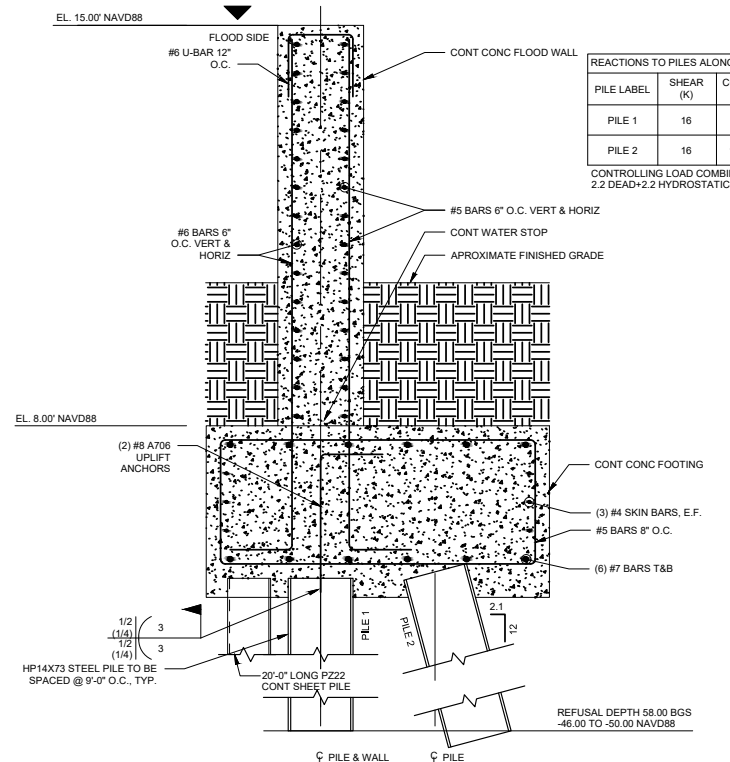 EL. 15.00' NAVD88
FLOOD SIDE
#6 U-BAR 12"
O.C.
CONT CONC FLOOD WALL
REACTIONS TO PILES ALONG
PILE LABEL
SHEAR
(K)
C
PILE 1
16
PILE 2
16
CONTROLLING LOAD COMBI
2.2 DEAD+2.2 HYDROSTATIC
#5 BARS 6" O.C. VERT & HORIZ
#6 BARS 6"
O.C. VERT &
HORIZ
CONT WATER STOP
APROXIMATE FINISHED GRADE
EL. 8.00' NAVD88
(2) #8 A706
UPLIFT
ANCHORS
CONT CONC FOOTING
(3) #4 SKIN BARS, E.F.
#5 BARS 8" O.C.
(6) #7 BARS T&B
PILE 1
PILE 2
2.1
12
1/2
(1/4)
1/2
(1/4)
3
3
HP14X73 STEEL PILE TO BE
SPACED @ 9'-0" O.C., TYP.
20'-0" LONG PZ22
CONT SHEET PILE
REFUSAL DEPTH 58.00 BGS
-46.00 TO -50.00 NAVD88
℄ PILE & WALL
℄ PILE